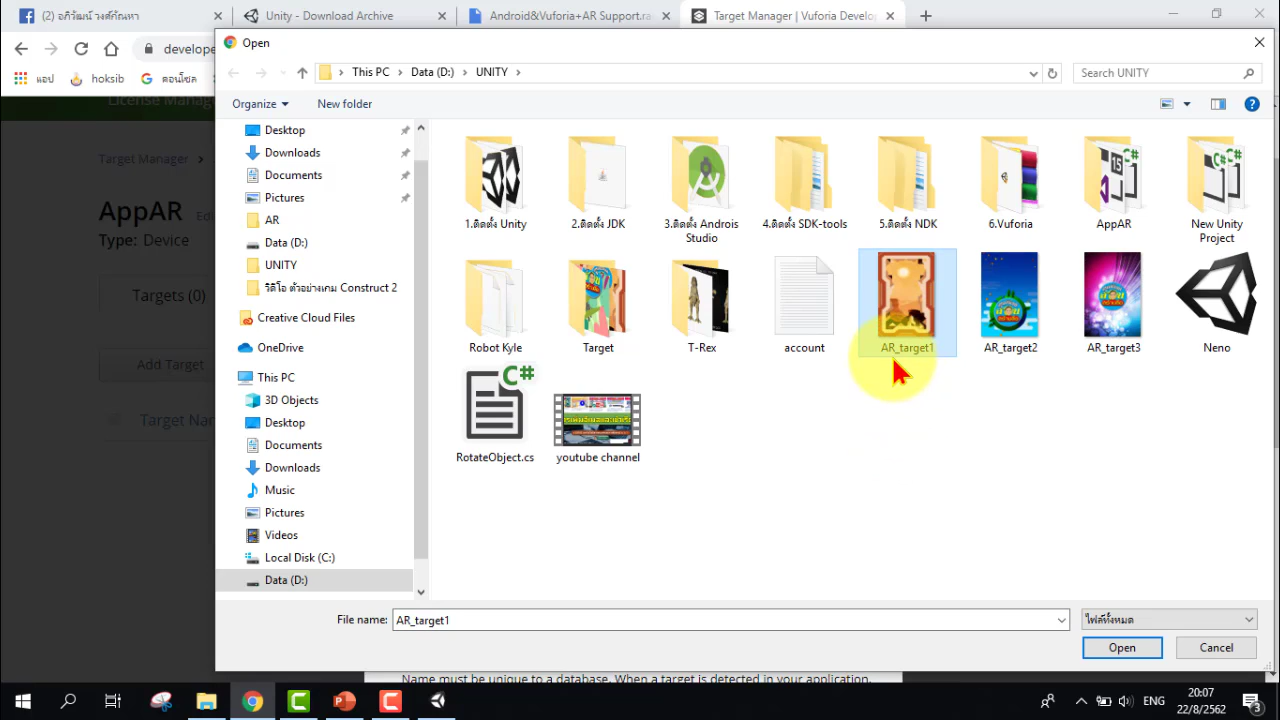 (2) อภิวัฒน์ วงศ์กัณหา
Unity - Download Archive
Android&Vuforia+AR Support.ra
Target Manager | Vuforia Develo
develope
แอป
hoksib
คอนโซล
License Manag
Target Manager
AppAR
Edi
Type: Device
Targets (0)
Add Target
Target Nam
Open
This PC
Data (D:)
UNITY
Search UNITY
Organize
New folder
Desktop
Downloads
Documents
Pictures
AR
Data (D:)
UNITY
วิดีโอ ตัวอย่างเกม Construct 2
Creative Cloud Files
OneDrive
This PC
3D Objects
Desktop
Documents
Downloads
Music
Pictures
Videos
Local Disk (C:)
Data (D:)
1.ติดตั้ง Unity
2.ติดตั้ง JDK
3.ติดตั้ง Androis Studio
4.ติดตั้ง SDK-tools
5.ติดตั้ง NDK
6.Vuforia
AppAR
New Unity Project
Robot Kyle
Target
T-Rex
account
AR_target1
AR_target2
AR_target3
Neno
C#
RotateObject.cs
youtube channel
File name:
AR_target1
ไฟล์ทั้งหมด
Open
Cancel
Name must be unique to a database. When a target is detected in your application,
ENG
20:07
22/8/2562
3